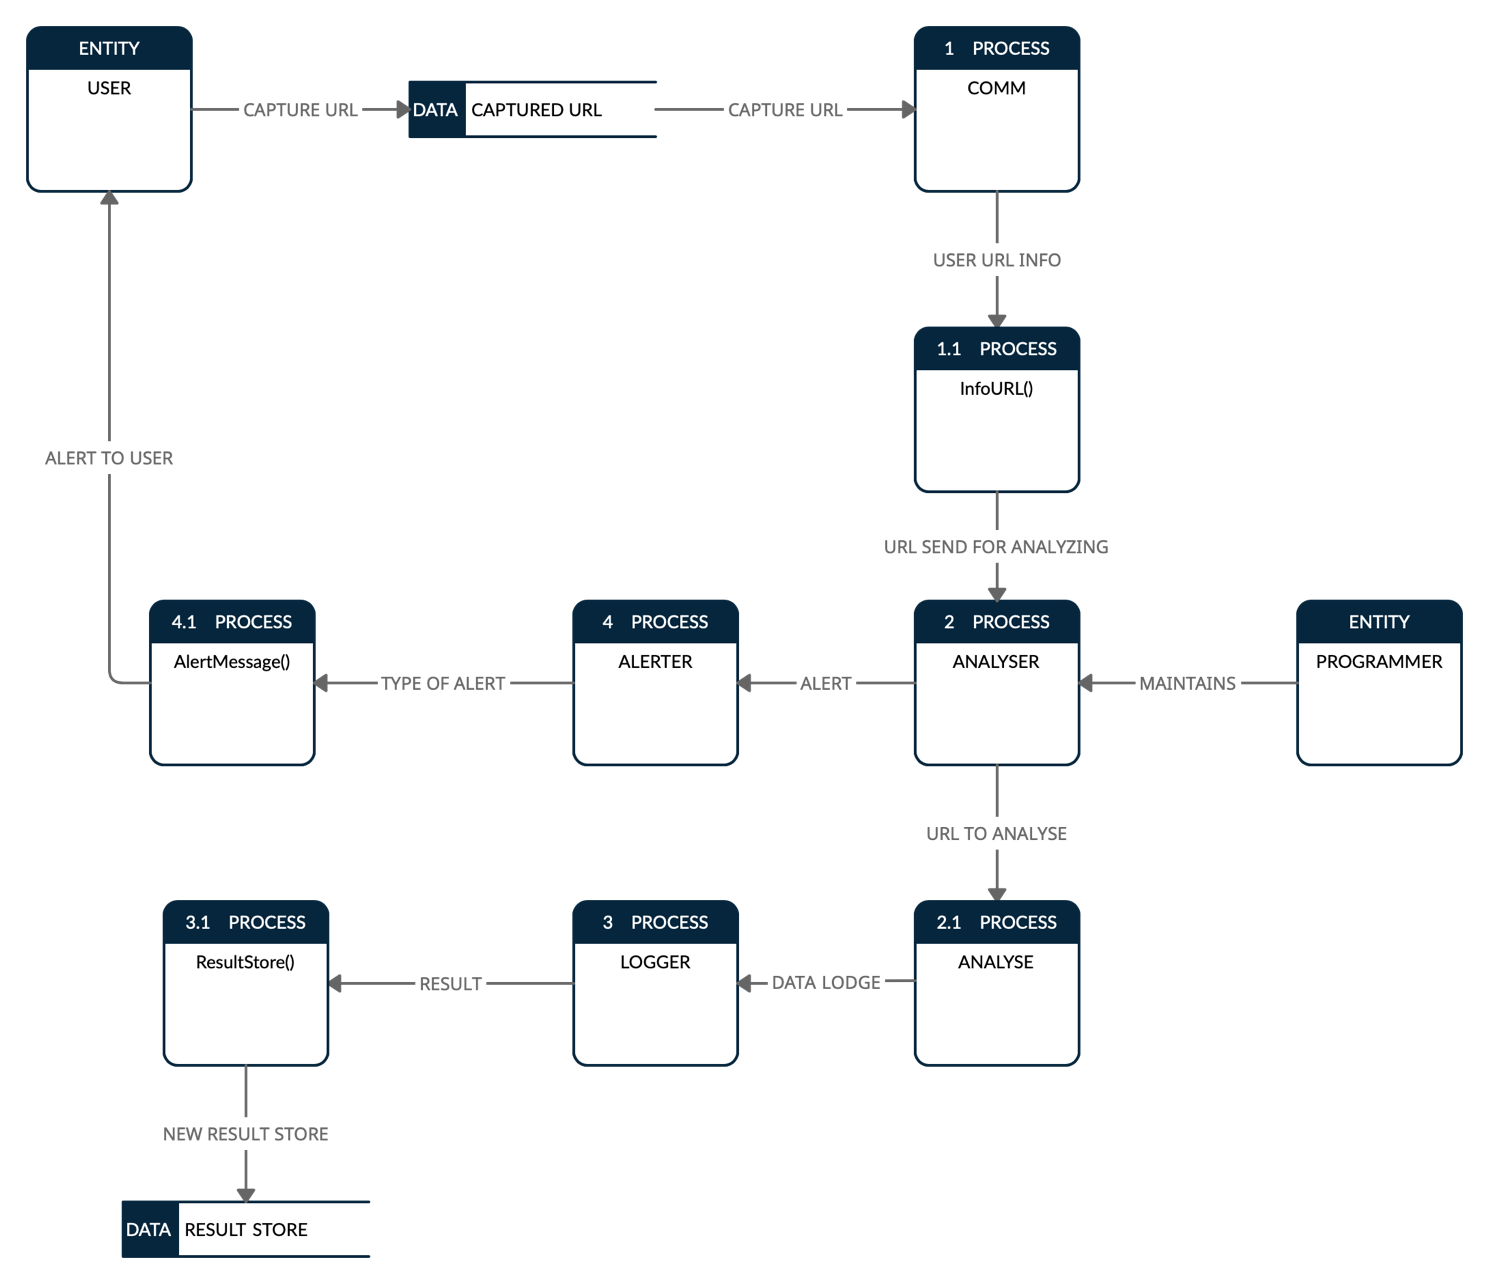 ENTITY
USER
CAPTURE URL
DATA
CAPTURED URL
CAPTURE URL
1 PROCESS
COMM
USER URL INFO
1.1 PROCESS
InfoURL()
ALERT TO USER
URL SEND FOR ANALYZING
4.1 PROCESS
AlertMessage()
TYPE OF ALERT
4 PROCESS
ALERTER
ALERT
2 PROCESS
ANALYSER
MAINTAINS
ENTITY
PROGRAMMER
URL TO ANALYSE
3.1 PROCESS
ResultStore()
RESULT
3 PROCESS
LOGGER
DATA LODGE
2.1 PROCESS
ANALYSE
NEW RESULT STORE
DATA
RESULT STORE